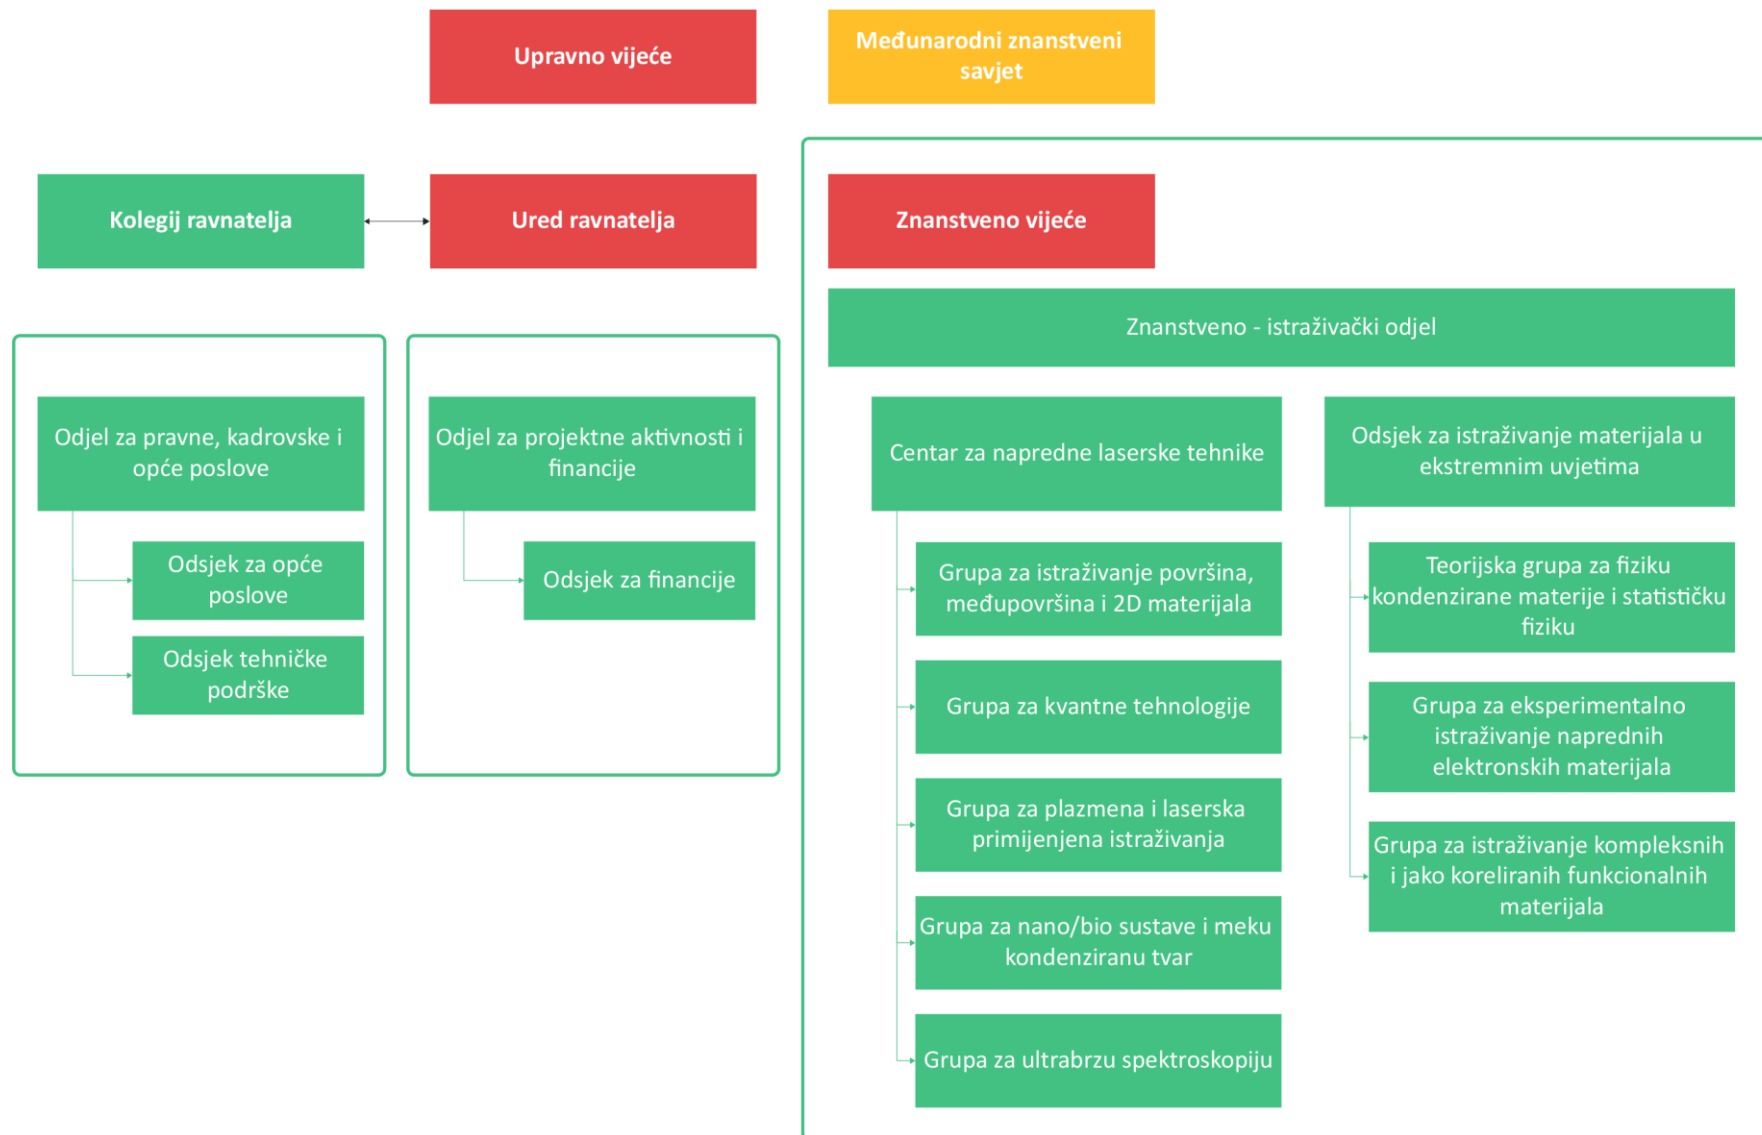 Upravno vijeće
Međunarodni znanstveni
savjet
Kolegij ravnatelja
Ured ravnatelja
Znanstveno vijeće
Znanstveno - istraživački odjel
Odjel za pravne, kadrovske i
opće poslove
Odsjek za opće
poslove
Odsjek tehničke
podrške
Odjel za projektne aktivnosti i
financije
Odsjek za financije
Centar za napredne laserske tehnike
Grupa za istraživanje površina,
međupovršina i 2D materijala
Grupa za kvantne tehnologije
Grupa za plazmena i laserska
primijenjena istraživanja
Grupa za nano/bio sustave i meku
kondenziranu tvar
Grupa za ultrabrzu spektroskopiju
Odsjek za istraživanje materijala u
ekstremnim uvjetima
Teorijska grupa za fiziku
kondenzirane materije i statističku
fiziku
Grupa za eksperimentalno
istraživanje naprednih
elektronskih materijala
Grupa za istraživanje kompleksnih
i jako koreliranih funkcionalnih
materijala